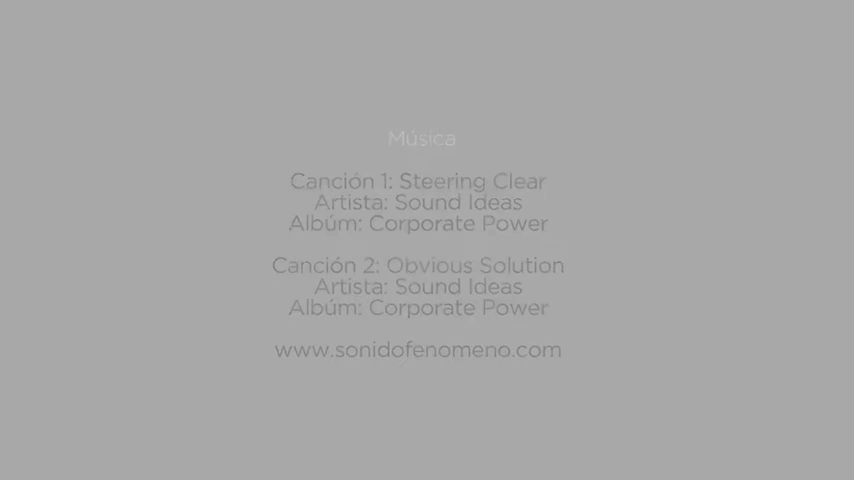 Música
Canción 1: Steering Clear
Artista: Sound Ideas
Albúm: Corporate Power
Canción 2: Obvious Solution
Artista: Sound Ideas
Albúm: Corporate Power
www.sonidofenomeno.com